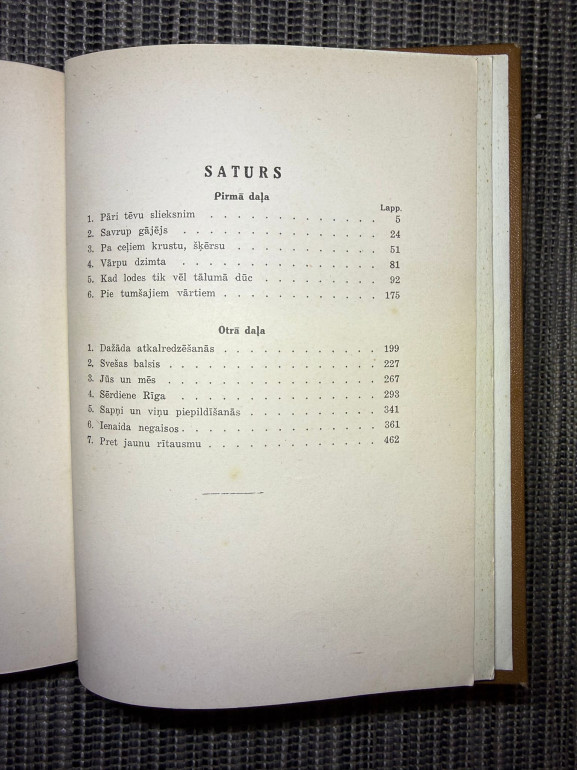 SATURS
Pirmā daļa
Lapp.
1. Pāri tēvu slieksnim . . . . . . . . . . . . . 5
2. Savrup gājējs . . . . . . . . . . . . . . 24
3. Pa ceļiem krustu, šķērsu . . . . . . . . . . . 51
4. Vārpu dzimta . . . . . . . . . . . . . . 81
5. Kad lodes tik vēl tālumā dūc . . . . . . . . . 92
6. Pie tumšajiem vārtiem . . . . . . . . . . . . 175
Otrā daļa
1. Dažāda atkalredzēšanās . . . . . . . . . . . . 199
2. Svešas balsis . . . . . . . . . . . . . . 227
3. Jūs un mēs . . . . . . . . . . . . . . . 267
4. Sērdiene Rīga . . . . . . . . . . . . . . 293
5. Sapņi un viņu piepildīšanās . . . . . . . . . . 341
6. Ienaida negaisos . . . . . . . . . . . . . . 361
7. Pret jaunu rītausmu . . . . . . . . . . . . . 462